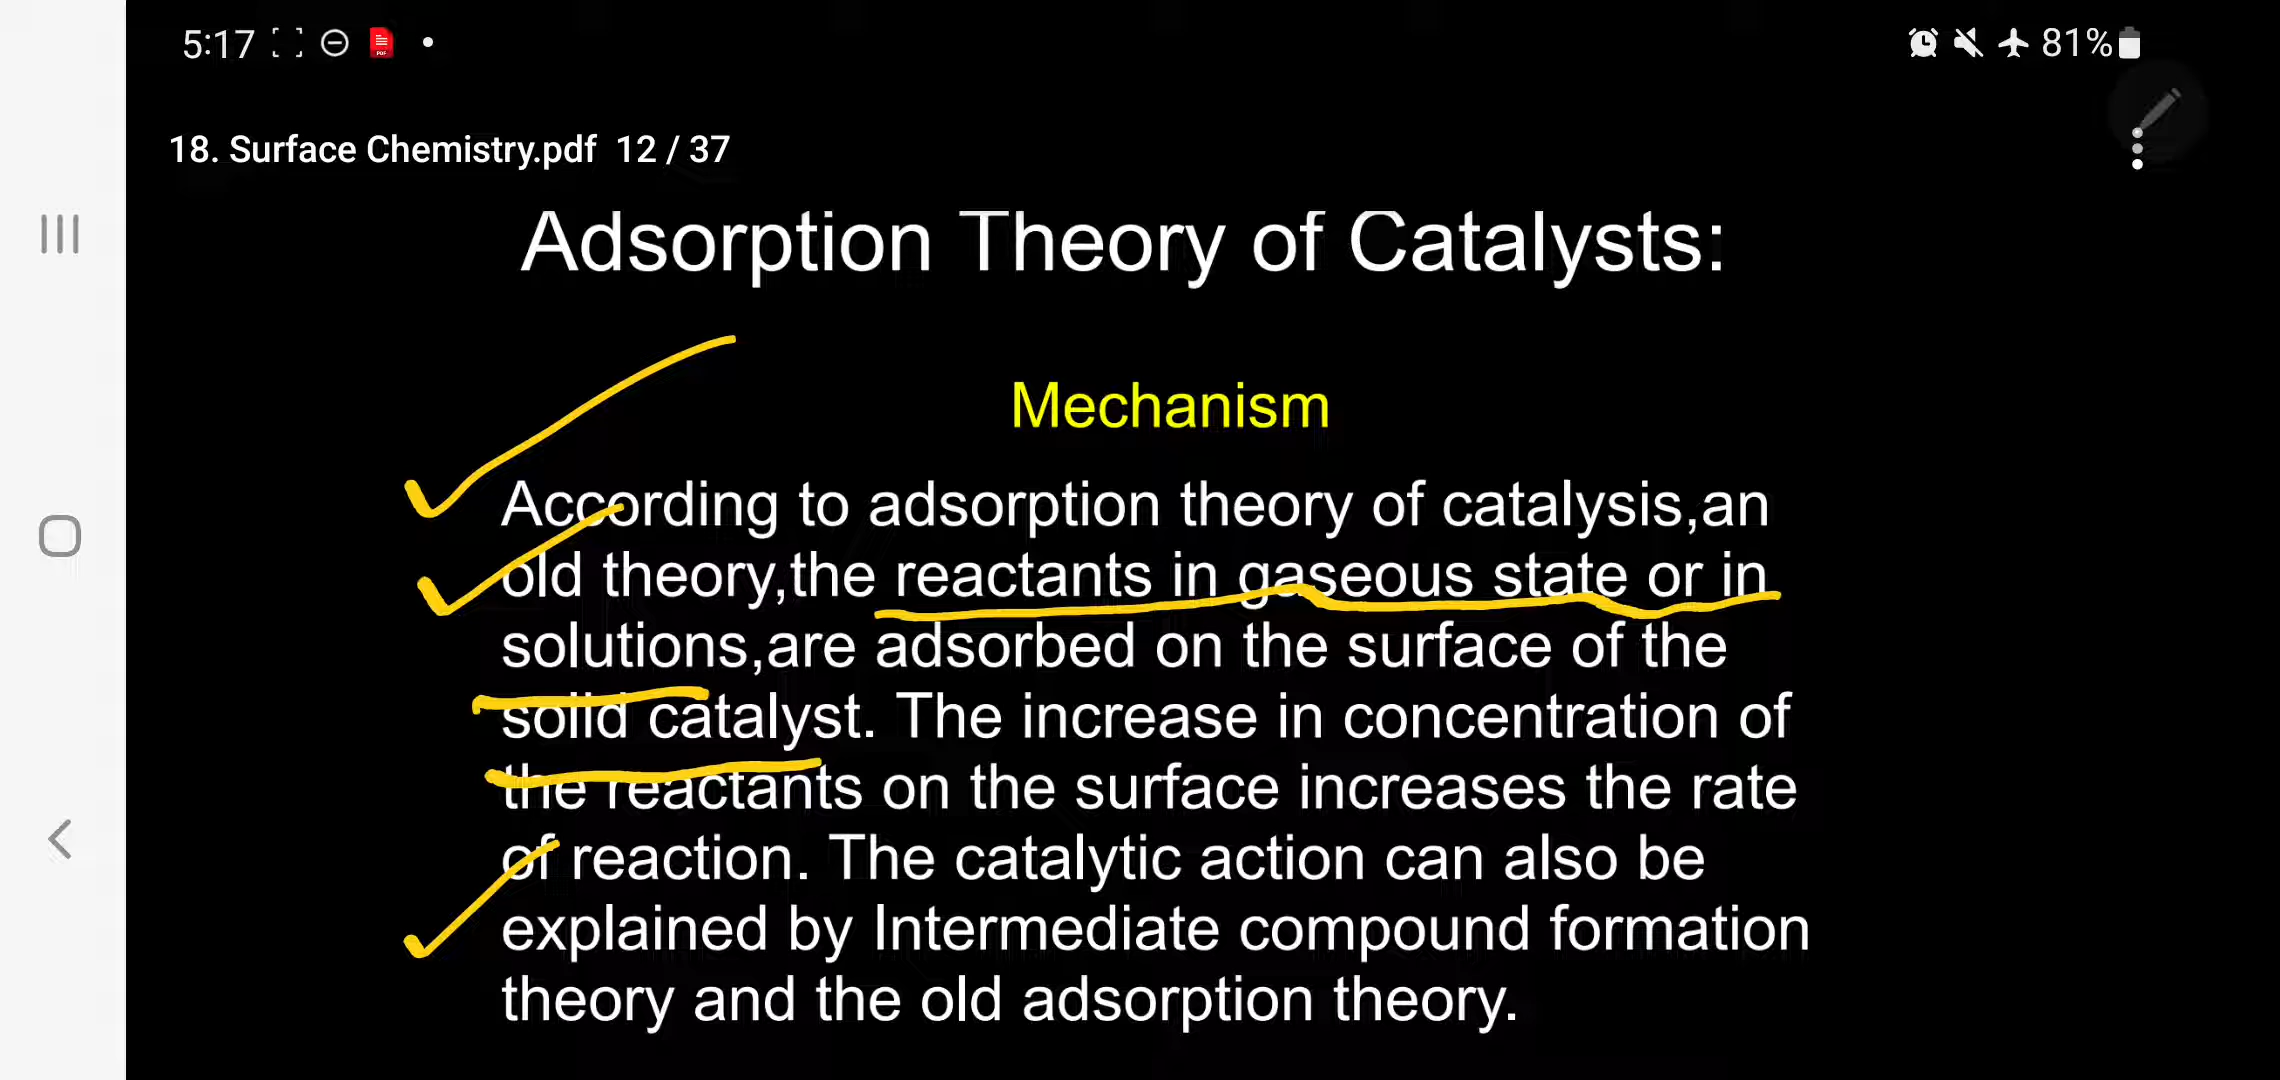 5:17
81%
18. Surface Chemistry.pdf 12 / 37
Adsorption Theory of Catalysts:
Mechanism
According to adsorption theory of catalysis,an
old theory,the reactants in gaseous state or in
solutions,are adsorbed on the surface of the
solid catalyst. The increase in concentration of
the reactants on the surface increases the rate
of reaction. The catalytic action can also be
explained by Intermediate compound formation
theory and the old adsorption theory.